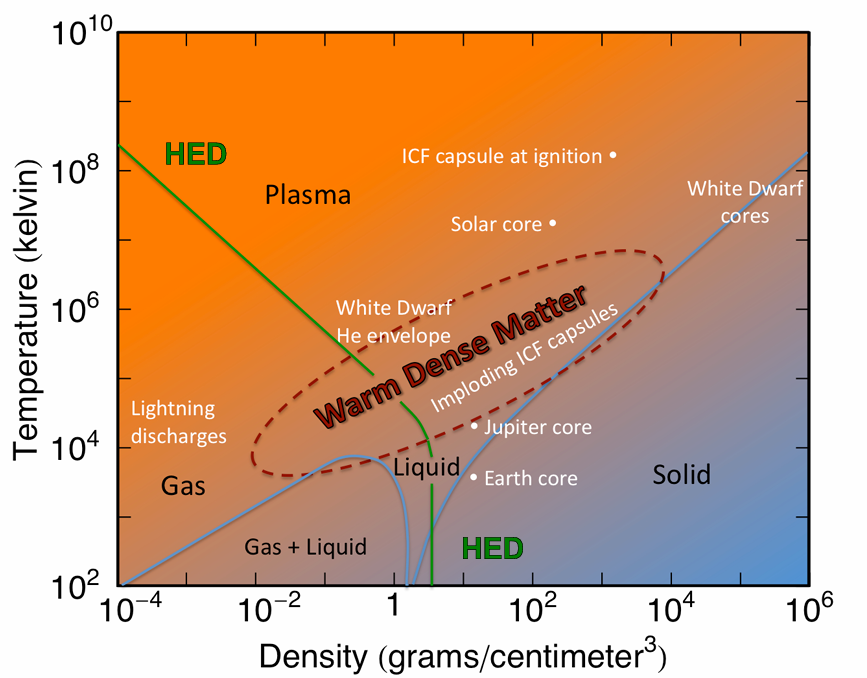 10^10
HED
ICF capsule at ignition
10^8
Plasma
White Dwarf
cores
Solar core
Temperature (kelvin)
10^6
White Dwarf
He envelope
Warm Dense Matter
Imploding ICF capsules
Lightning
discharges
Jupiter core
10^4
Liquid
Gas
Earth core
Solid
Gas + Liquid
HED
10^2
10^−4 10^−2 1 10^2 10^4 10^6
Density (grams/centimeter^3)